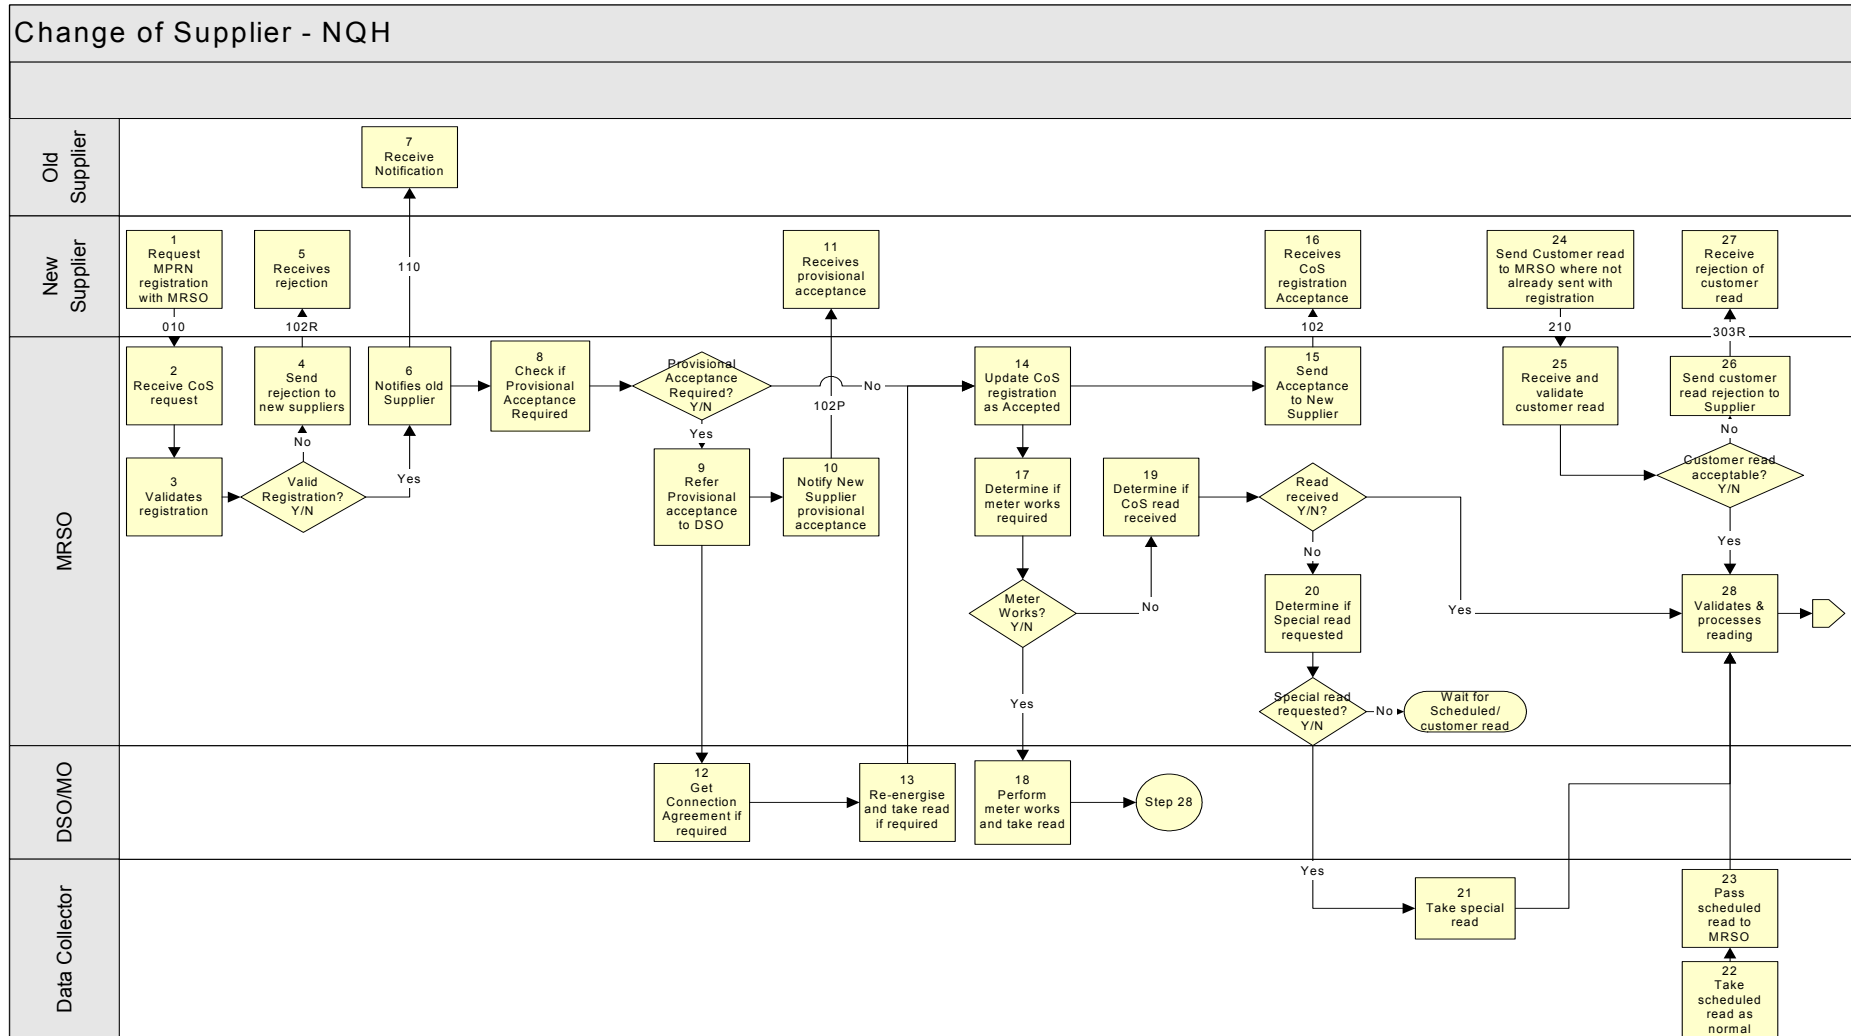 Change of Supplier - NQH
Old
Supplier
7
Receive
Notification
New
Supplier
1
Request
MPRN
registration
with MRSO
5
Receives
rejection
110
11
Receives
provisional
acceptance
16
Receives
CoS
registration
Acceptance
24
Send Customer read
to MRSO where not
already sent with
registration
27
Receive
rejection of
customer
read
010
102R
102
210
303R
MRSO
2
Receive CoS
request
4
Send
rejection to
new suppliers
6
Notifies old
Supplier
8
Check if
Provisional
Acceptance
Required
Provisional
Acceptance
Required?
Y/N
No
102P
14
Update CoS
registration
as Accepted
15
Send
Acceptance
to New
Supplier
25
Receive and
validate
customer read
26
Send customer
read rejection to
Supplier
No
Yes
No
3
Validates
registration
Valid
Registration?
Y/N
Yes
9
Refer
Provisional
acceptance
to DSO
10
Notify New
Supplier
provisional
acceptance
17
Determine if
meter works
required
19
Determine if
CoS read
received
Read
received
Y/N?
Customer read
acceptable?
Y/N
No
Yes
Meter
Works?
Y/N
No
20
Determine if
Special read
requested
Yes
28
Validates &
processes
reading
Yes
Special read
requested?
Y/N
No
Wait for
Scheduled/
customer read
DSO/MO
12
Get
Connection
Agreement if
required
13
Re-energise
and take read
if required
18
Perform
meter works
and take read
Step 28
Data Collector
Yes
21
Take special
read
23
Pass
scheduled
read to
MRSO
22
Take
scheduled
read as
normal